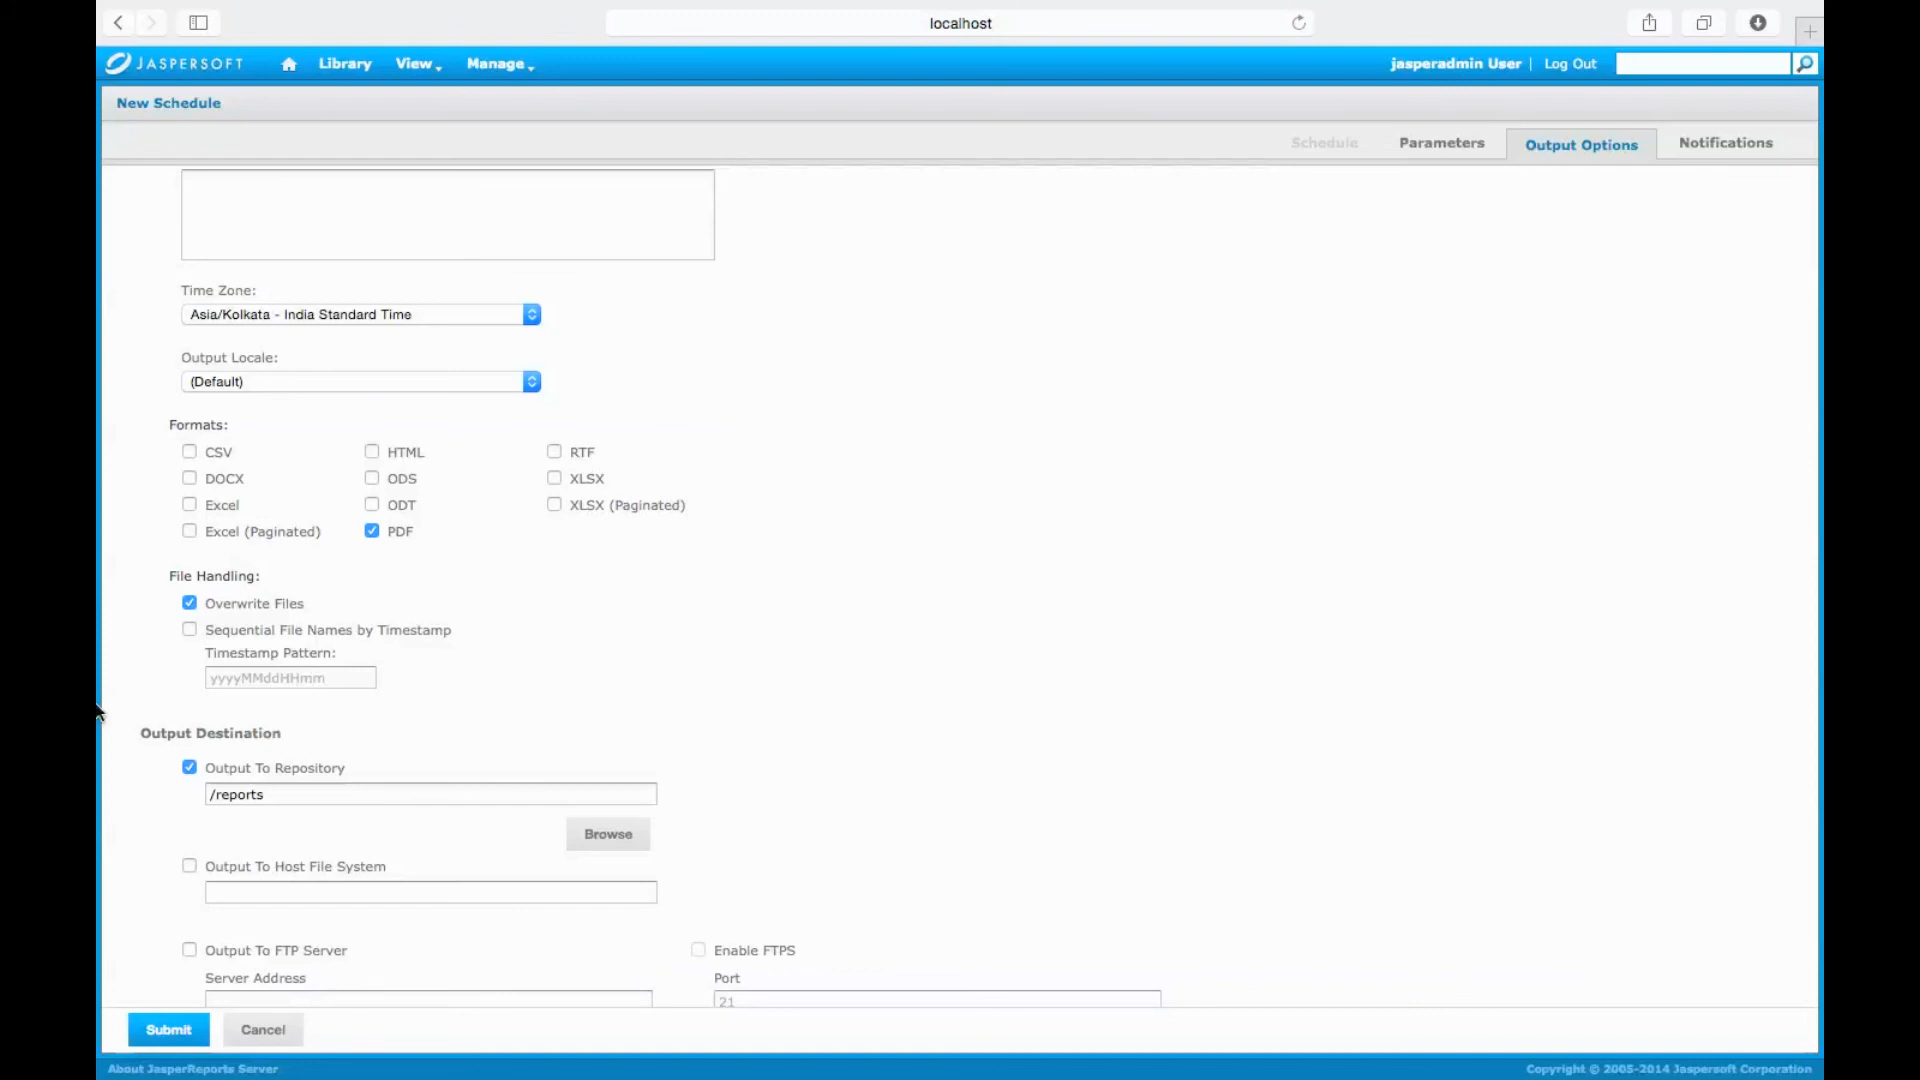 localhost
JASPERSOFT Library View Manage jasperadmin User | Log Out
New Schedule
Schedule Parameters Output Options Notifications
Time Zone:
Asia/Kolkata - India Standard Time
Output Locale:
(Default)
Formats:
CSV HTML RTF
DOCX ODS XLSX
Excel ODT XLSX (Paginated)
Excel (Paginated) PDF
File Handling:
Overwrite Files
Sequential File Names by Timestamp
Timestamp Pattern:
yyyyMMddHHmm
Output Destination
Output To Repository
/reports
Browse
Output To Host File System
Output To FTP Server Enable FTPS
Server Address Port
21
Submit Cancel
About JasperReports Server Copyright © 2005-2014 Jaspersoft Corporation